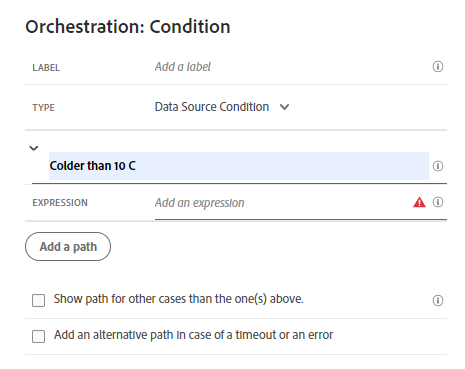 Orchestration: Condition
LABEL Add a label
TYPE Data Source Condition
Colder than 10 C
EXPRESSION Add an expression
Add a path
Show path for other cases than the one(s) above.
Add an alternative path in case of a timeout or an error